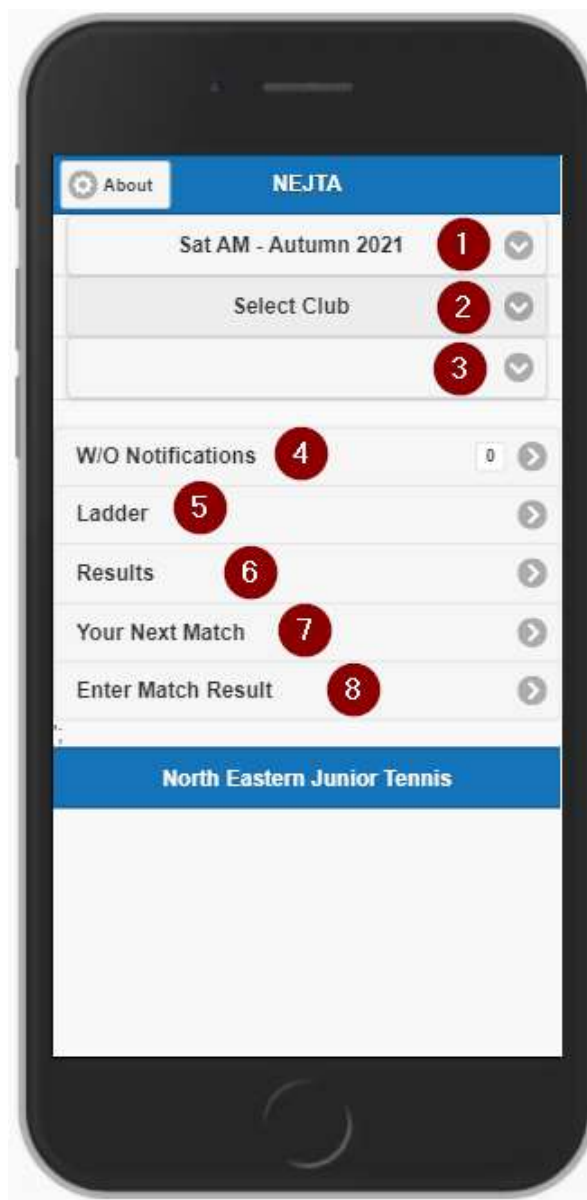 About NEJTA
Sat AM - Autumn 2021 1
Select Club 2
3
W/O Notifications 4 0
Ladder 5
Results 6
Your Next Match 7
Enter Match Result 8
';
North Eastern Junior Tennis